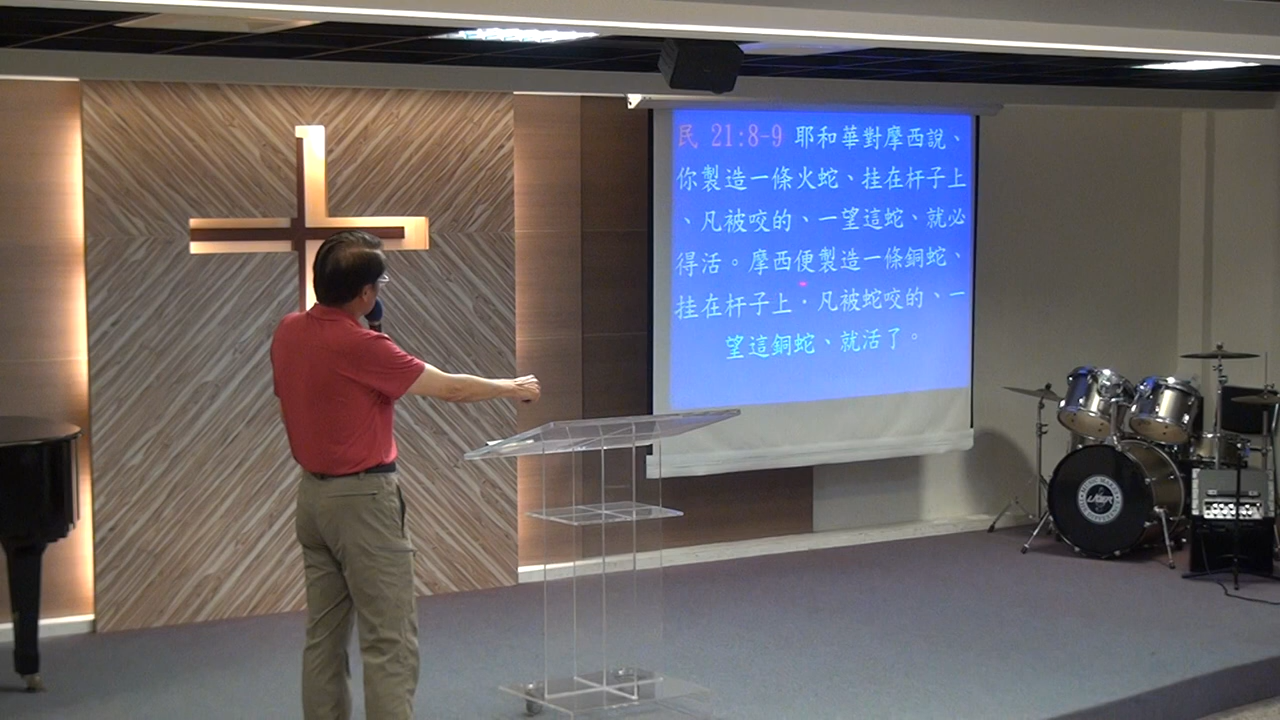 民 21:8-9 耶和華對摩西說、
你製造一條火蛇、挂在杆子上
、凡被咬的、一望這蛇、就必
得活。摩西便製造一條銅蛇、
挂在杆子上．凡被蛇咬的、一
望這銅蛇、就活了。